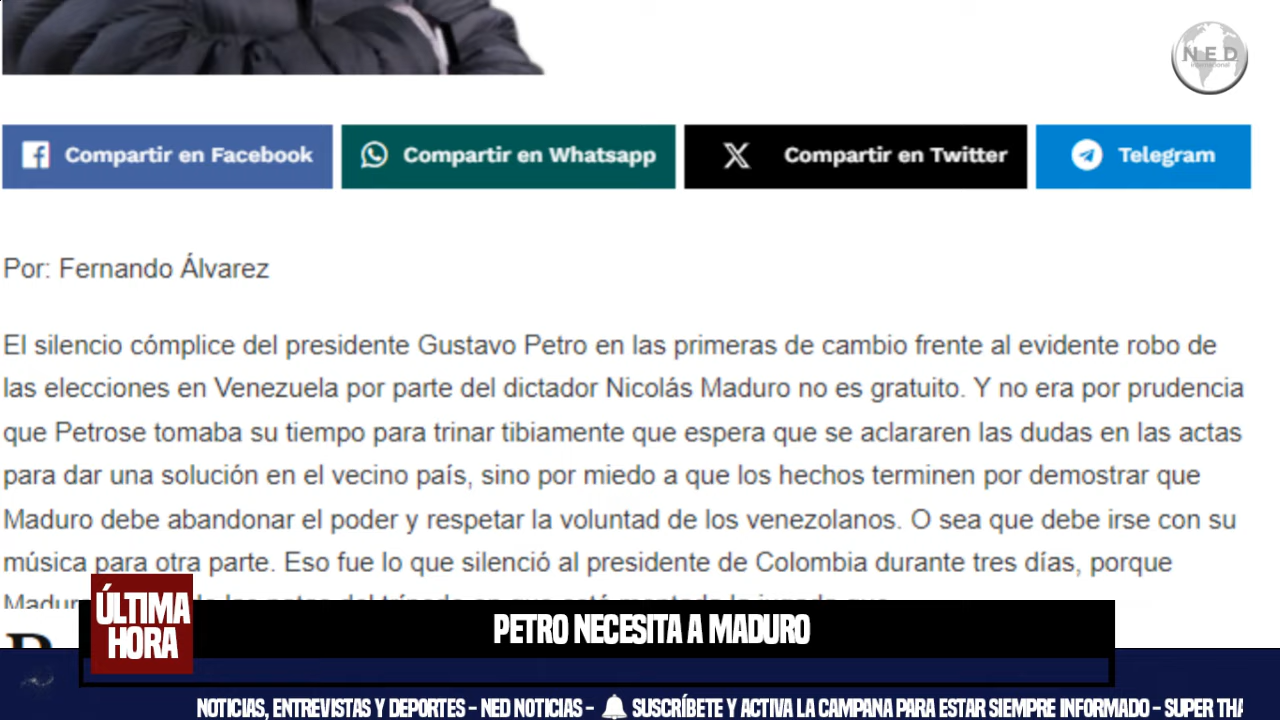 NED
international
Compartir en Facebook
Compartir en Whatsapp
Compartir en Twitter
Telegram
Por: Fernando Álvarez
El silencio cómplice del presidente Gustavo Petro en las primeras de cambio frente al evidente robo de
las elecciones en Venezuela por parte del dictador Nicolás Maduro no es gratuito. Y no era por prudencia
que Petrose tomaba su tiempo para trinar tibiamente que espera que se aclararen las dudas en las actas
para dar una solución en el vecino país, sino por miedo a que los hechos terminen por demostrar que
Maduro debe abandonar el poder y respetar la voluntad de los venezolanos. O sea que debe irse con su
música para otra parte. Eso fue lo que silenció al presidente de Colombia durante tres días, porque
ÚLTIMA
HORA
PETRO NECESITA A MADURO
NOTICIAS, ENTREVISTAS Y DEPORTES - NED NOTICIAS - SUSCRÍBETE Y ACTIVA LA CAMPANA PARA ESTAR SIEMPRE INFORMADO - SUPER